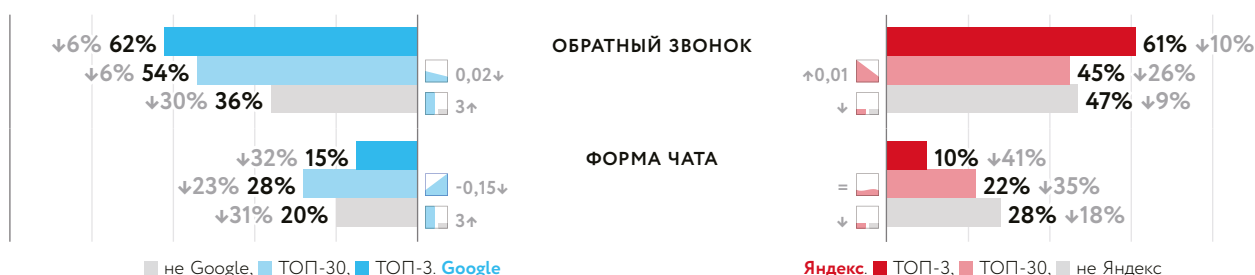 ↓6% 62% ОБРАТНЫЙ ЗВОНОК 61% ↓10%
↓6% 54% 0,02↓ ↑0,01 45% ↓26%
↓30% 36% 3↑ ↓ 47% ↓9%
↓32% 15% ФОРМА ЧАТА 10% ↓41%
↓23% 28% -0,15↓ = 22% ↓35%
↓31% 20% 3↑ ↓ 28% ↓18%
не Google, ТОП-30, ТОП-3. Google Яндекс. ТОП-3, ТОП-30, не Яндекс